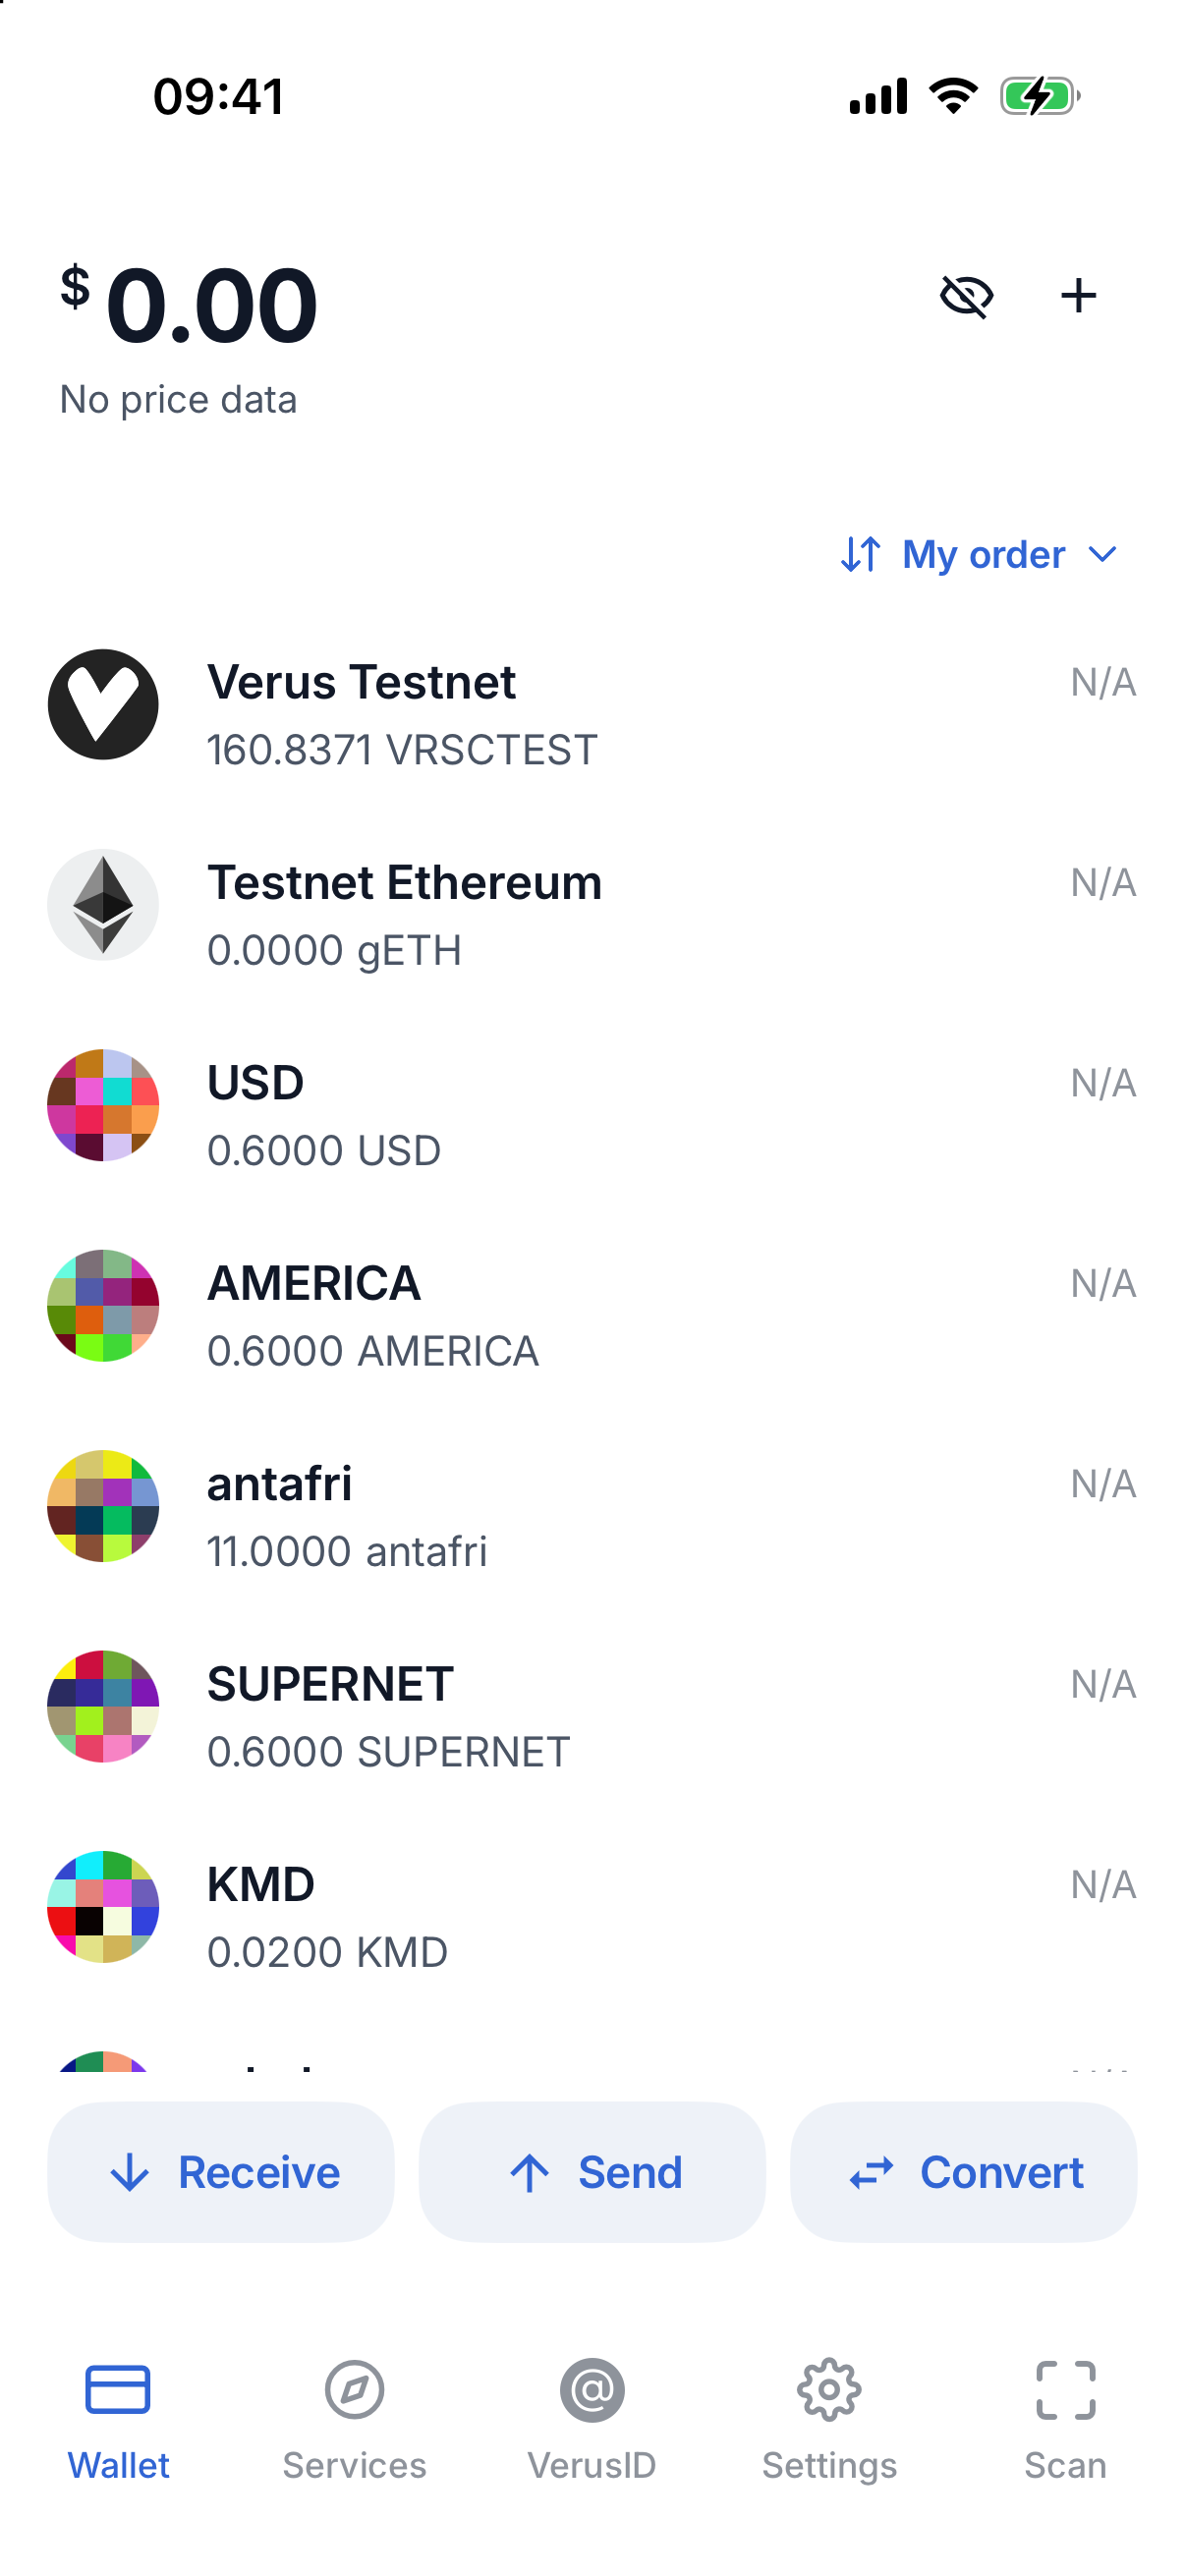 09:41
$ 0.00
No price data
My order
Verus Testnet
N/A
160.8371 VRSCTEST
Testnet Ethereum
N/A
0.0000 gETH
USD
N/A
0.6000 USD
AMERICA
N/A
0.6000 AMERICA
antafri
N/A
11.0000 antafri
SUPERNET
N/A
0.6000 SUPERNET
KMD
N/A
0.0200 KMD
Receive
Send
Convert
Wallet
Services
VerusID
Settings
Scan